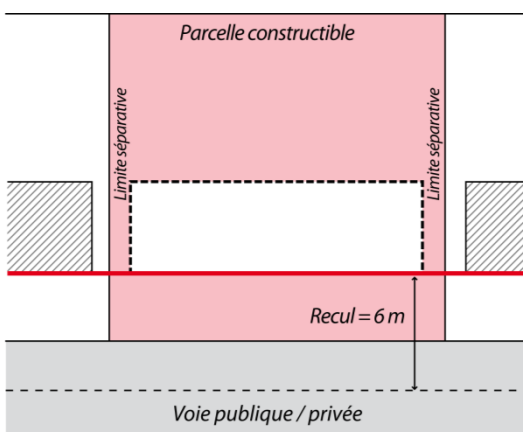 Parcelle constructible
Limite séparative
Limite séparative
Recul = 6 m
Voie publique / privée